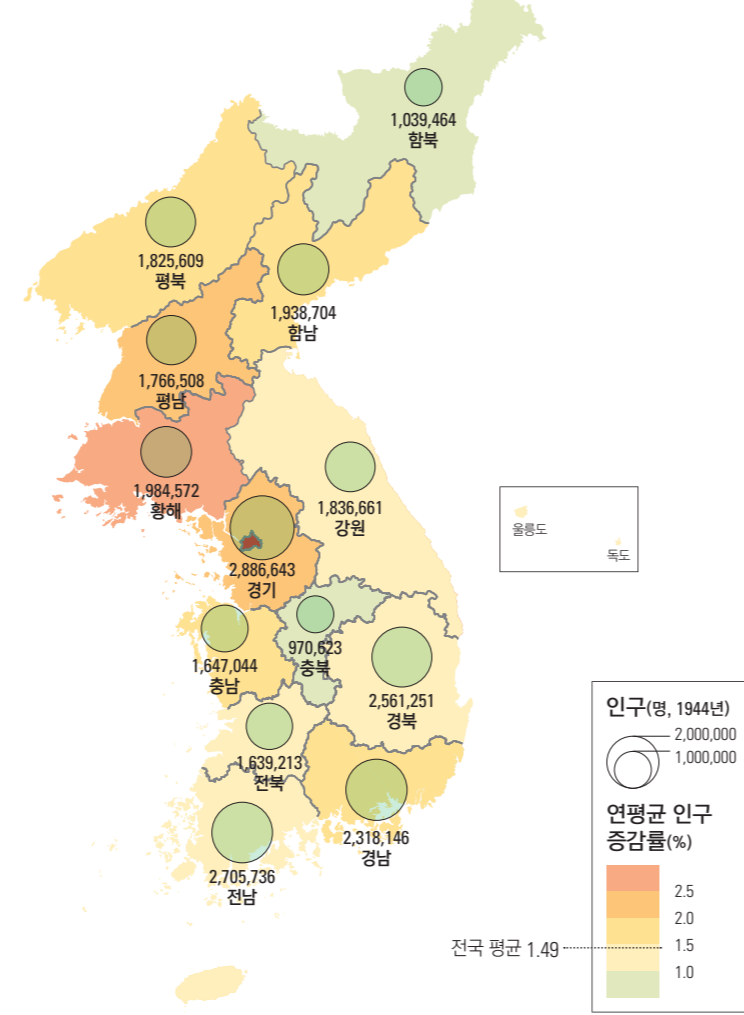 1,039,464
함북
1,825,609
평북
1,938,704
함남
1,766,508
평남
1,984,572
황해
1,836,661
강원
울릉도
독도
2,886,643
경기
1,647,044
충남
970,623
충북
2,561,251
경북
1,639,213
전북
2,318,146
경남
2,705,736
전남
인구(명, 1944년)
2,000,000
1,000,000
연평균 인구
증감률(%)
2.5
2.0
전국 평균 1.49
1.5
1.0